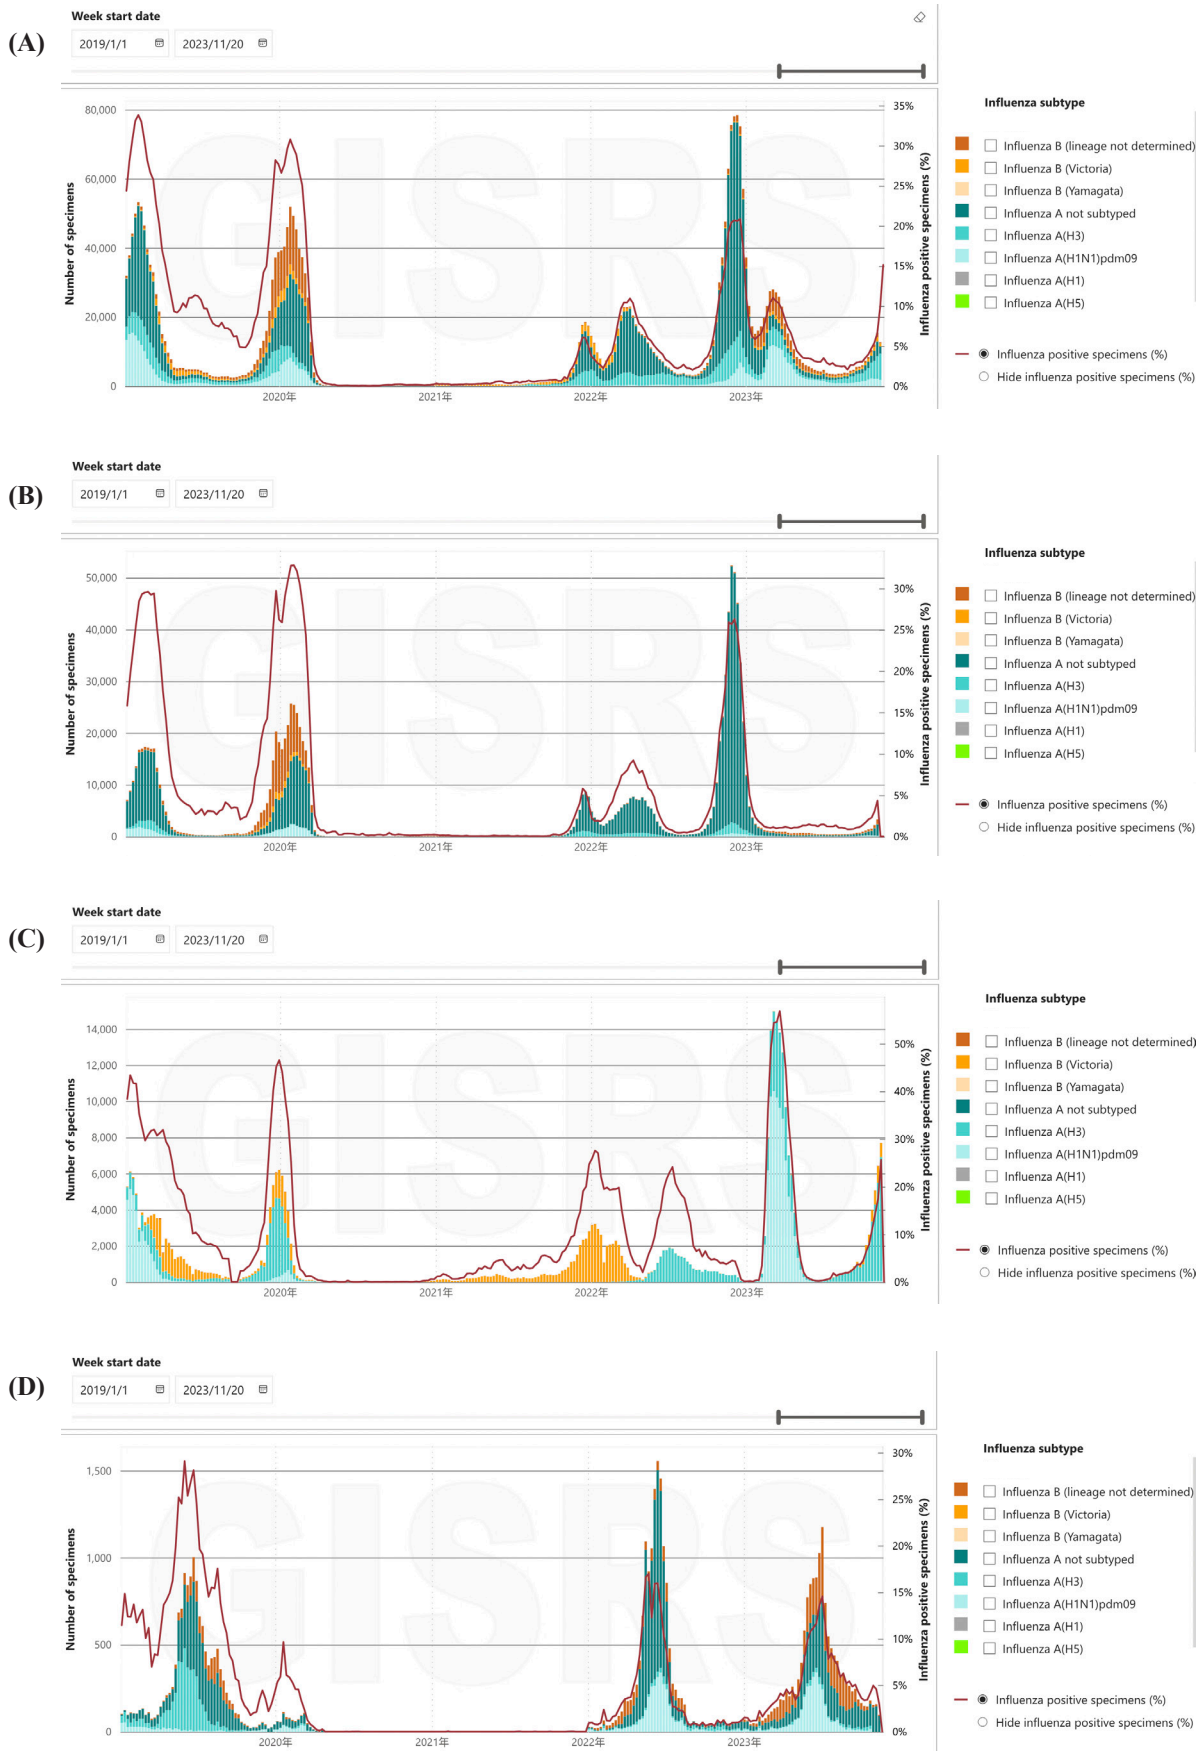 (A)
Week start date
2019/1/1 2023/11/20
80,000
60,000
40,000
20,000
0
Number of specimens
35%
30%
25%
20%
15%
10%
5%
0%
Influenza positive specimens (%)
2020年 2021年 2022年 2023年
GISRS
Influenza subtype
Influenza B (lineage not determined)
Influenza B (Victoria)
Influenza B (Yamagata)
Influenza A not subtyped
Influenza A(H3)
Influenza A(H1N1)pdm09
Influenza A(H1)
Influenza A(H5)
Influenza positive specimens (%)
Hide influenza positive specimens (%)
(B)
Week start date
2019/1/1 2023/11/20
50,000
40,000
30,000
20,000
10,000
0
Number of specimens
30%
25%
20%
15%
10%
5%
0%
Influenza positive specimens (%)
2020年 2021年 2022年 2023年
GISRS
Influenza subtype
Influenza B (lineage not determined)
Influenza B (Victoria)
Influenza B (Yamagata)
Influenza A not subtyped
Influenza A(H3)
Influenza A(H1N1)pdm09
Influenza A(H1)
Influenza A(H5)
Influenza positive specimens (%)
Hide influenza positive specimens (%)
(C)
Week start date
2019/1/1 2023/11/20
14,000
12,000
10,000
8,000
6,000
4,000
2,000
0
Number of specimens
50%
40%
30%
20%
10%
0%
Influenza positive specimens (%)
2020年 2021年 2022年 2023年
GISRS
Influenza subtype
Influenza B (lineage not determined)
Influenza B (Victoria)
Influenza B (Yamagata)
Influenza A not subtyped
Influenza A(H3)
Influenza A(H1N1)pdm09
Influenza A(H1)
Influenza A(H5)
Influenza positive specimens (%)
Hide influenza positive specimens (%)
(D)
Week start date
2019/1/1 2023/11/20
1,500
1,000
500
0
Number of specimens
30%
25%
20%
15%
10%
5%
0%
Influenza positive specimens (%)
2020年 2021年 2022年 2023年
GISRS
Influenza subtype
Influenza B (lineage not determined)
Influenza B (Victoria)
Influenza B (Yamagata)
Influenza A not subtyped
Influenza A(H3)
Influenza A(H1N1)pdm09
Influenza A(H1)
Influenza A(H5)
Influenza positive specimens (%)
Hide influenza positive specimens (%)